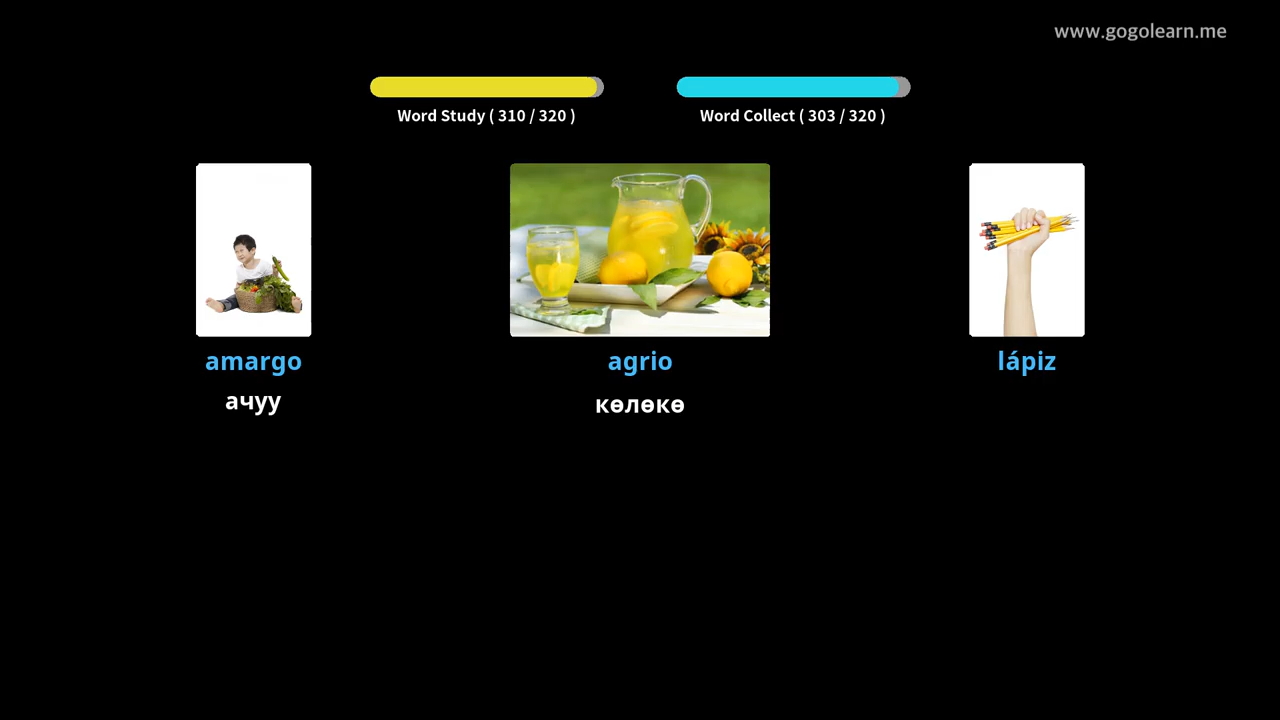 www.gogolearn.me
Word Study ( 310 / 320 )
Word Collect ( 303 / 320 )
amargo
agrio
lápiz
ачуу
көлөкө